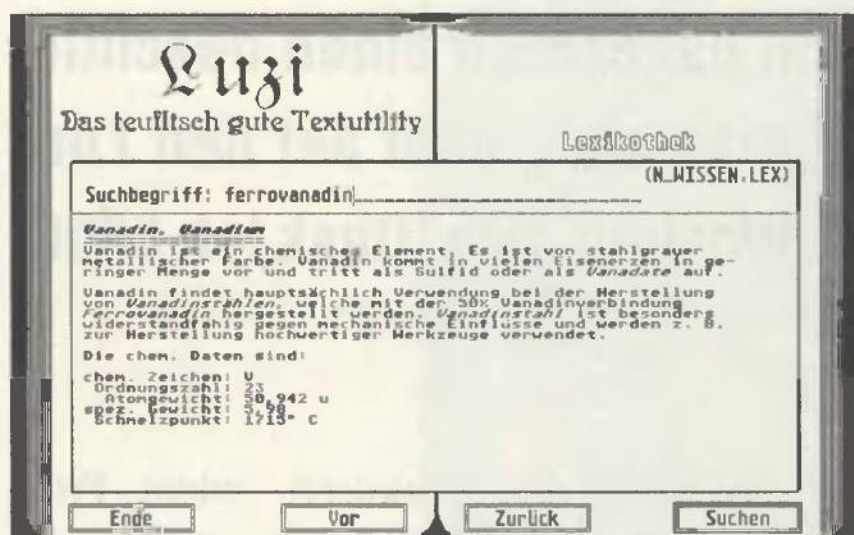 Luzi
Das teuflisch gute Textutility
Lexikothek
(N_WISSEN.LEX)
Suchbegriff: ferrovanadin
Vanadin, Vanadium
Vanadin ist ein chemisches Element. Es ist von stahlgrauer
metallischer Farbe. Vanadin kommt in vielen Eisenerzen in ge-
ringer Menge vor und tritt als Sulfid oder als Vanadate auf.
Vanadin findet hauptsächlich Verwendung bei der Herstellung
von Vanadinstählen, welche mit der 50% Vanadinverbindung
Ferrovanadin hergestellt werden. Vanadinstahl ist besonders
widerstandfähig gegen mechanische Einflüsse und werden z. B.
zur Herstellung hochwertiger Werkzeuge verwendet.
Die chem. Daten sind:
chem. Zeichen: V
Ordnungszahl: 23
Atomgewicht: 50,942 u
spez. Gewicht: 5,98
Schmelzpunkt: 1715° C
Ende Vor Zurück Suchen